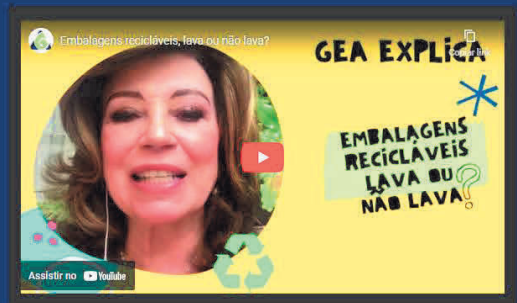 Embalagens recicláveis, lava ou não lava?
Copiar link
GEA EXPLICA
EMBALAGENS
RECICLÁVEIS
LAVA OU
NÃO LAVA?
Assistir no YouTube